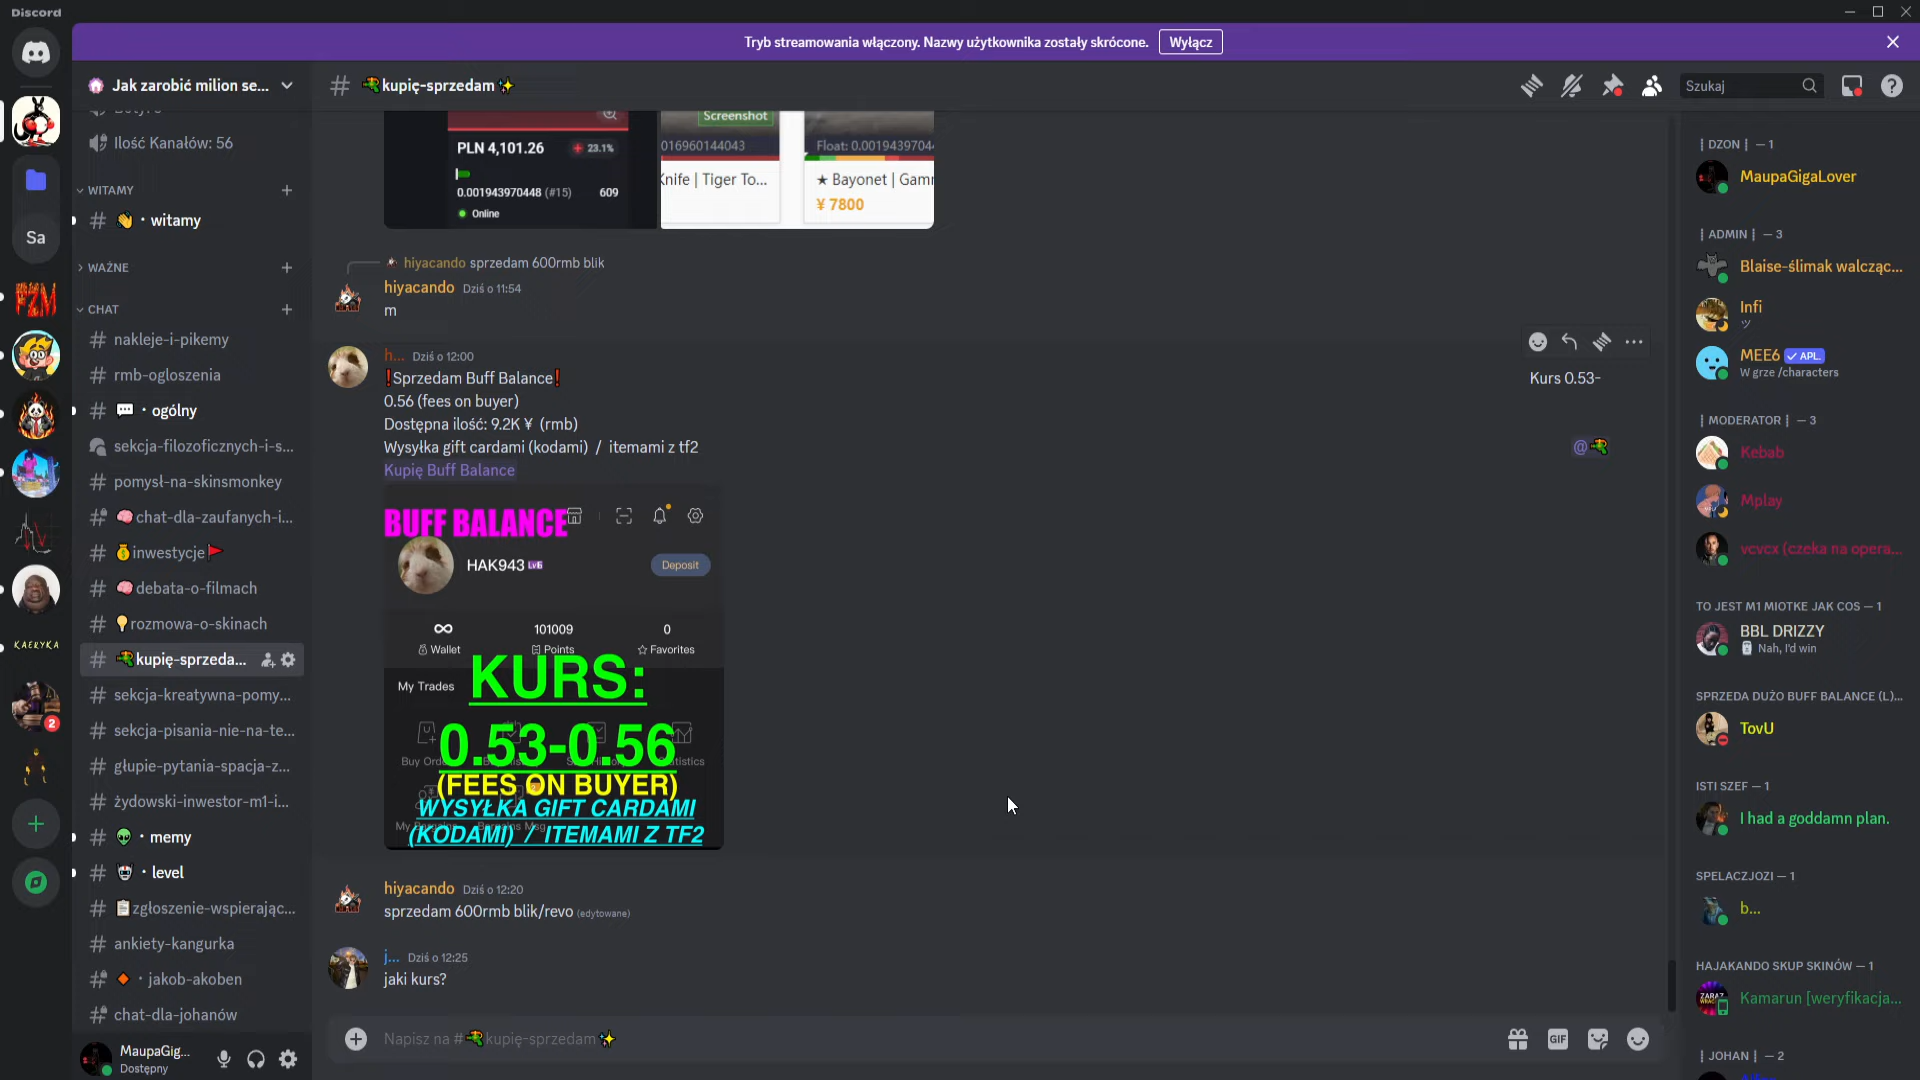 Discord
Tryb streamowania włączony. Nazwy użytkownika zostały skrócone.
Wyłącz
Jak zarobić milion se...
kupię-sprzedam
Szukaj
Ilość Kanałów: 56
WITAMY
witamy
WAŻNE
CHAT
nakleje-i-pikemy
rmb-ogloszenia
ogólny
sekcja-filozoficznych-i-s...
pomysł-na-skinsmonkey
chat-dla-zaufanych-i...
inwestycje
debata-o-filmach
rozmowa-o-skinach
kupię-sprzeda...
sekcja-kreatywna-pomy...
sekcja-pisania-nie-na-te...
głupie-pytania-spacja-z...
żydowski-inwestor-m1-i...
memy
level
zgłoszenie-wspierając...
ankiety-kangurka
jakob-akoben
chat-dla-johanów
MaupaGig...
Dostępny
Sa
FZM
KAERYKA
2
PLN 4,101.26
23.1%
0.001943970448 (#15)
609
Online
Screenshot
016960144043
Knife | Tiger To...
Float: 0.00194397044
★ Bayonet | Gam
¥ 7800
hiyacando sprzedam 600rmb blik
hiyacando Dziś o 11:54
m
h... Dziś o 12:00
❗Sprzedam Buff Balance❗ Kurs 0.53-
0.56 (fees on buyer)
Dostępna ilość: 9.2K ¥ (rmb)
Wysyłka gift cardami (kodami) / itemami z tf2 @
Kupię Buff Balance
BUFF BALANCE
HAK943 Lv6
Deposit
101009
0
Wallet
Points
Favorites
My Trades
KURS:
0.53-0.56
(FEES ON BUYER)
WYSYŁKA GIFT CARDAMI
(KODAMI) / ITEMAMI Z TF2
hiyacando Dziś o 12:20
sprzedam 600rmb blik/revo (edytowane)
j... Dziś o 12:25
jaki kurs?
Napisz na #kupię-sprzedam
GIF
┇DZON┇ — 1
MaupaGigaLover
┇ADMIN┇ — 3
Blaise-ślimak walcząc...
Infi
ツ
MEE6 ✓ APL.
W grze /characters
┇MODERATOR┇ — 3
Kebab
Mplay
vcvcx (czeka na opera...
TO JEST M1 MIOTKE JAK COS — 1
BBL DRIZZY
Nah, I'd win
SPRZEDA DUŻO BUFF BALANCE (L)...
TovU
ISTI SZEF — 1
I had a goddamn plan.
SPELACZJOZI — 1
b...
HAJAKANDO SKUP SKINÓW — 1
Kamarun [weryfikacja...
┇JOHAN┇ — 2